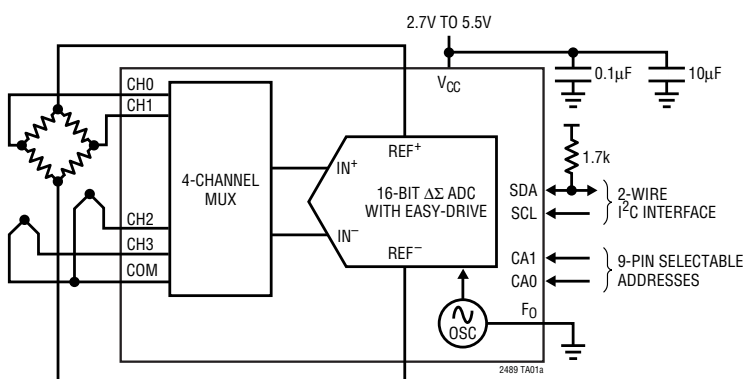 2.7V TO 5.5V
0.1μF
10μF
VCC
CH0
CH1
REF+
1.7k
IN+
4-CHANNEL
MUX
16-BIT ΔΣ ADC
WITH EASY-DRIVE
SDA
SCL
2-WIRE
I2C INTERFACE
IN−
CH2
CH3
COM
REF−
CA1
CA0
9-PIN SELECTABLE
ADDRESSES
FO
OSC
2489 TA01a